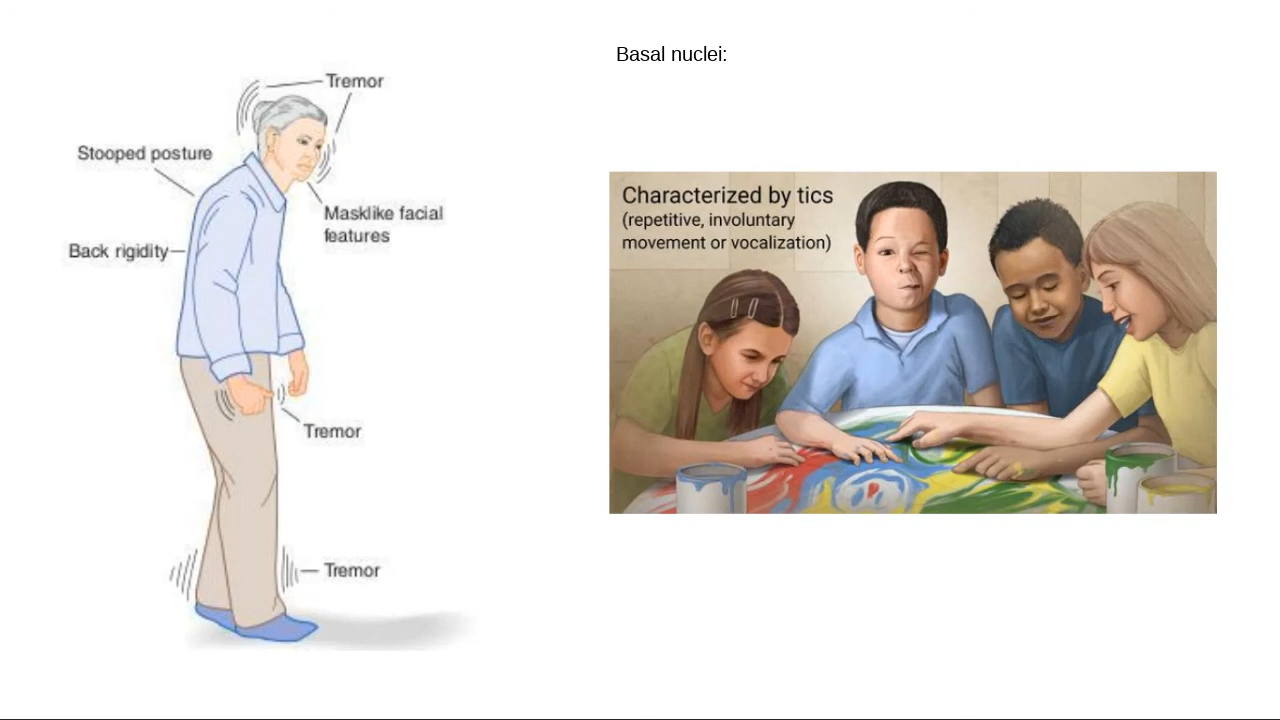 Basal nuclei:
Tremor
Stooped posture
Masklike facial
features
Back rigidity
Tremor
Tremor
Characterized by tics
(repetitive, involuntary
movement or vocalization)